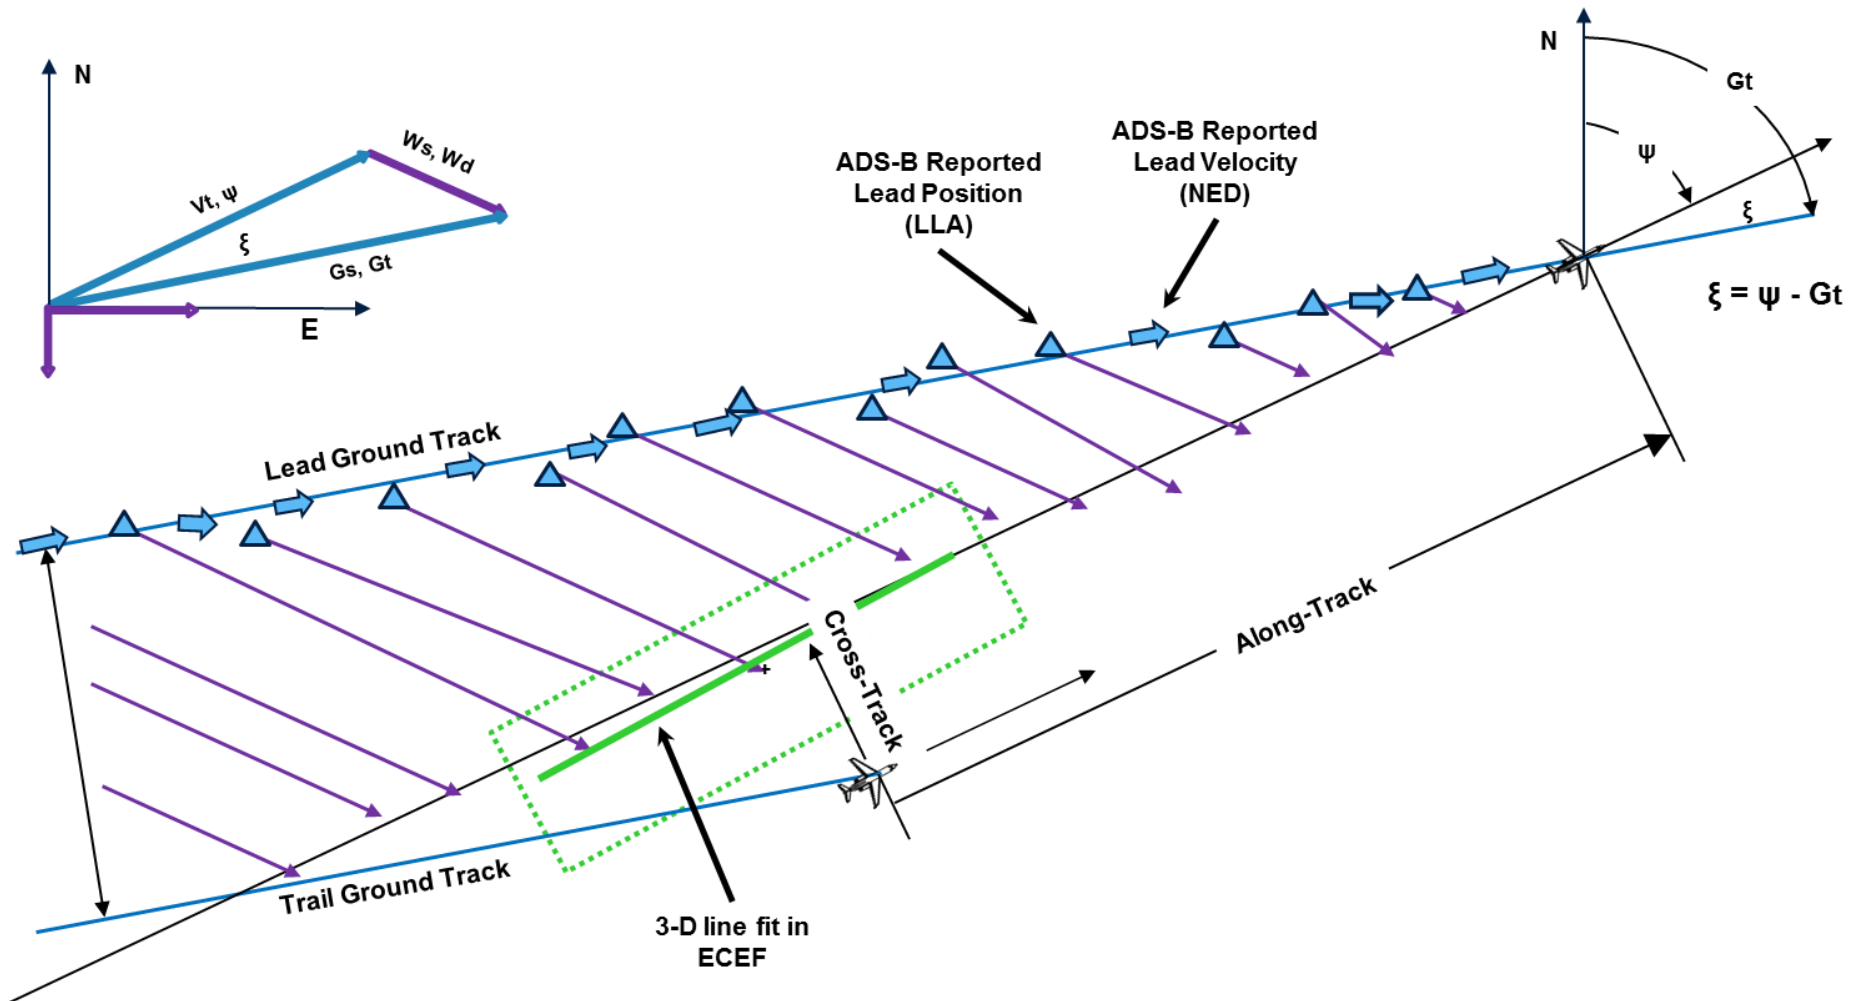 N
Ws, Wd
Vt, ψ
ξ
Gs, Gt
E
ADS-B Reported
Lead Position
(LLA)
ADS-B Reported
Lead Velocity
(NED)
N
Gt
ψ
ξ
ξ = ψ - Gt
Lead Ground Track
Cross-Track
Along-Track
Trail Ground Track
3-D line fit in
ECEF